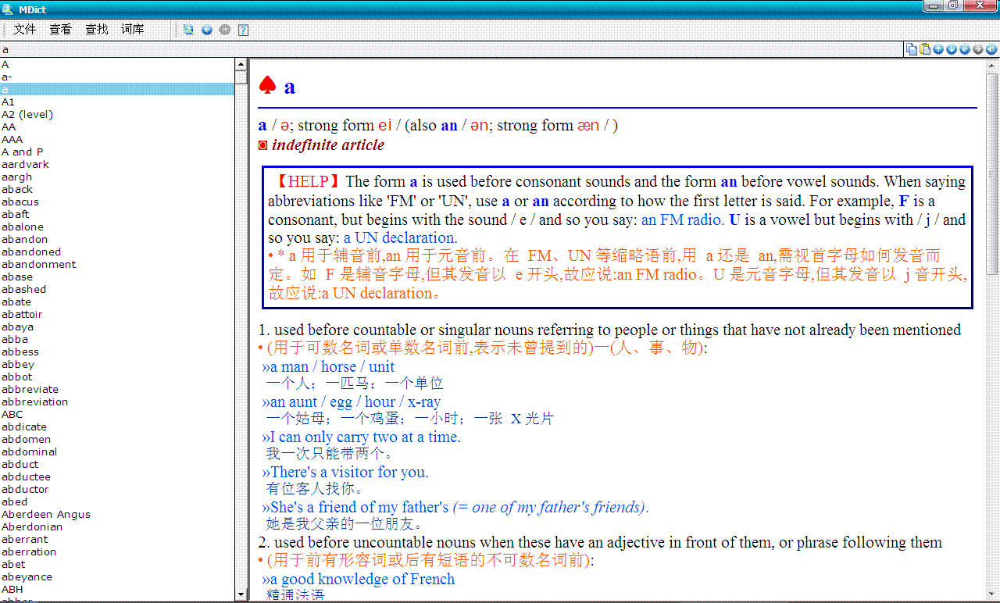 MDict
文件 查看 查找 词库
a
A
a-
a
A1
A2 (level)
AA
AAA
A and P
aardvark
aargh
aback
abacus
abaft
abalone
abandon
abandoned
abandonment
abase
abashed
abate
abattoir
abaya
abba
abbess
abbey
abbot
abbreviate
abbreviation
ABC
abdicate
abdomen
abdominal
abduct
abductee
abductor
abed
Aberdeen Angus
Aberdonian
aberrant
aberration
abet
abeyance
ABH
♠ a
a / ə; strong form ei / (also an / ən; strong form æn / )
◙ indefinite article
【HELP】The form a is used before consonant sounds and the form an before vowel sounds. When saying
abbreviations like 'FM' or 'UN', use a or an according to how the first letter is said. For example, F is a
consonant, but begins with the sound / e / and so you say: an FM radio. U is a vowel but begins with / j / and
so you say: a UN declaration.
• * a 用于辅音前,an 用于元音前。在 FM、UN 等缩略语前,用 a 还是 an,需视首字母如何发音而
定。如 F 是辅音字母,但其发音以 e 开头,故应说:an FM radio。U 是元音字母,但其发音以 j 音开头,
故应说:a UN declaration。
1. used before countable or singular nouns referring to people or things that have not already been mentioned
• (用于可数名词或单数名词前,表示未曾提到的)一(人、事、物):
»a man / horse / unit
一个人；一匹马；一个单位
»an aunt / egg / hour / x-ray
一个姑母；一个鸡蛋；一小时；一张 X 光片
»I can only carry two at a time.
我一次只能带两个。
»There's a visitor for you.
有位客人找你。
»She's a friend of my father's (= one of my father's friends).
她是我父亲的一位朋友。
2. used before uncountable nouns when these have an adjective in front of them, or phrase following them
• (用于前有形容词或后有短语的不可数名词前):
»a good knowledge of French
精通法语